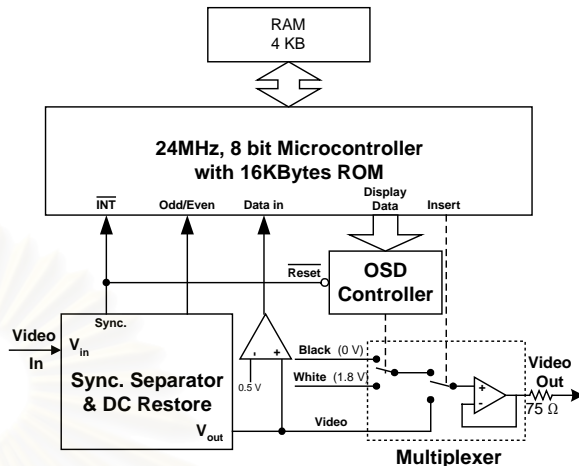 RAM
4 KB
24MHz, 8 bit Microcontroller
with 16KBytes ROM
INT
Odd/Even
Data in
Display
Data
Insert
Reset
OSD
Controller
Sync.
Video
In
Vin
Sync. Separator
& DC Restore
Vout
-
+
0.5 V
Black (0 V)
White (1.8 V)
Video
+
-
Video
Out
75 Ω
Multiplexer